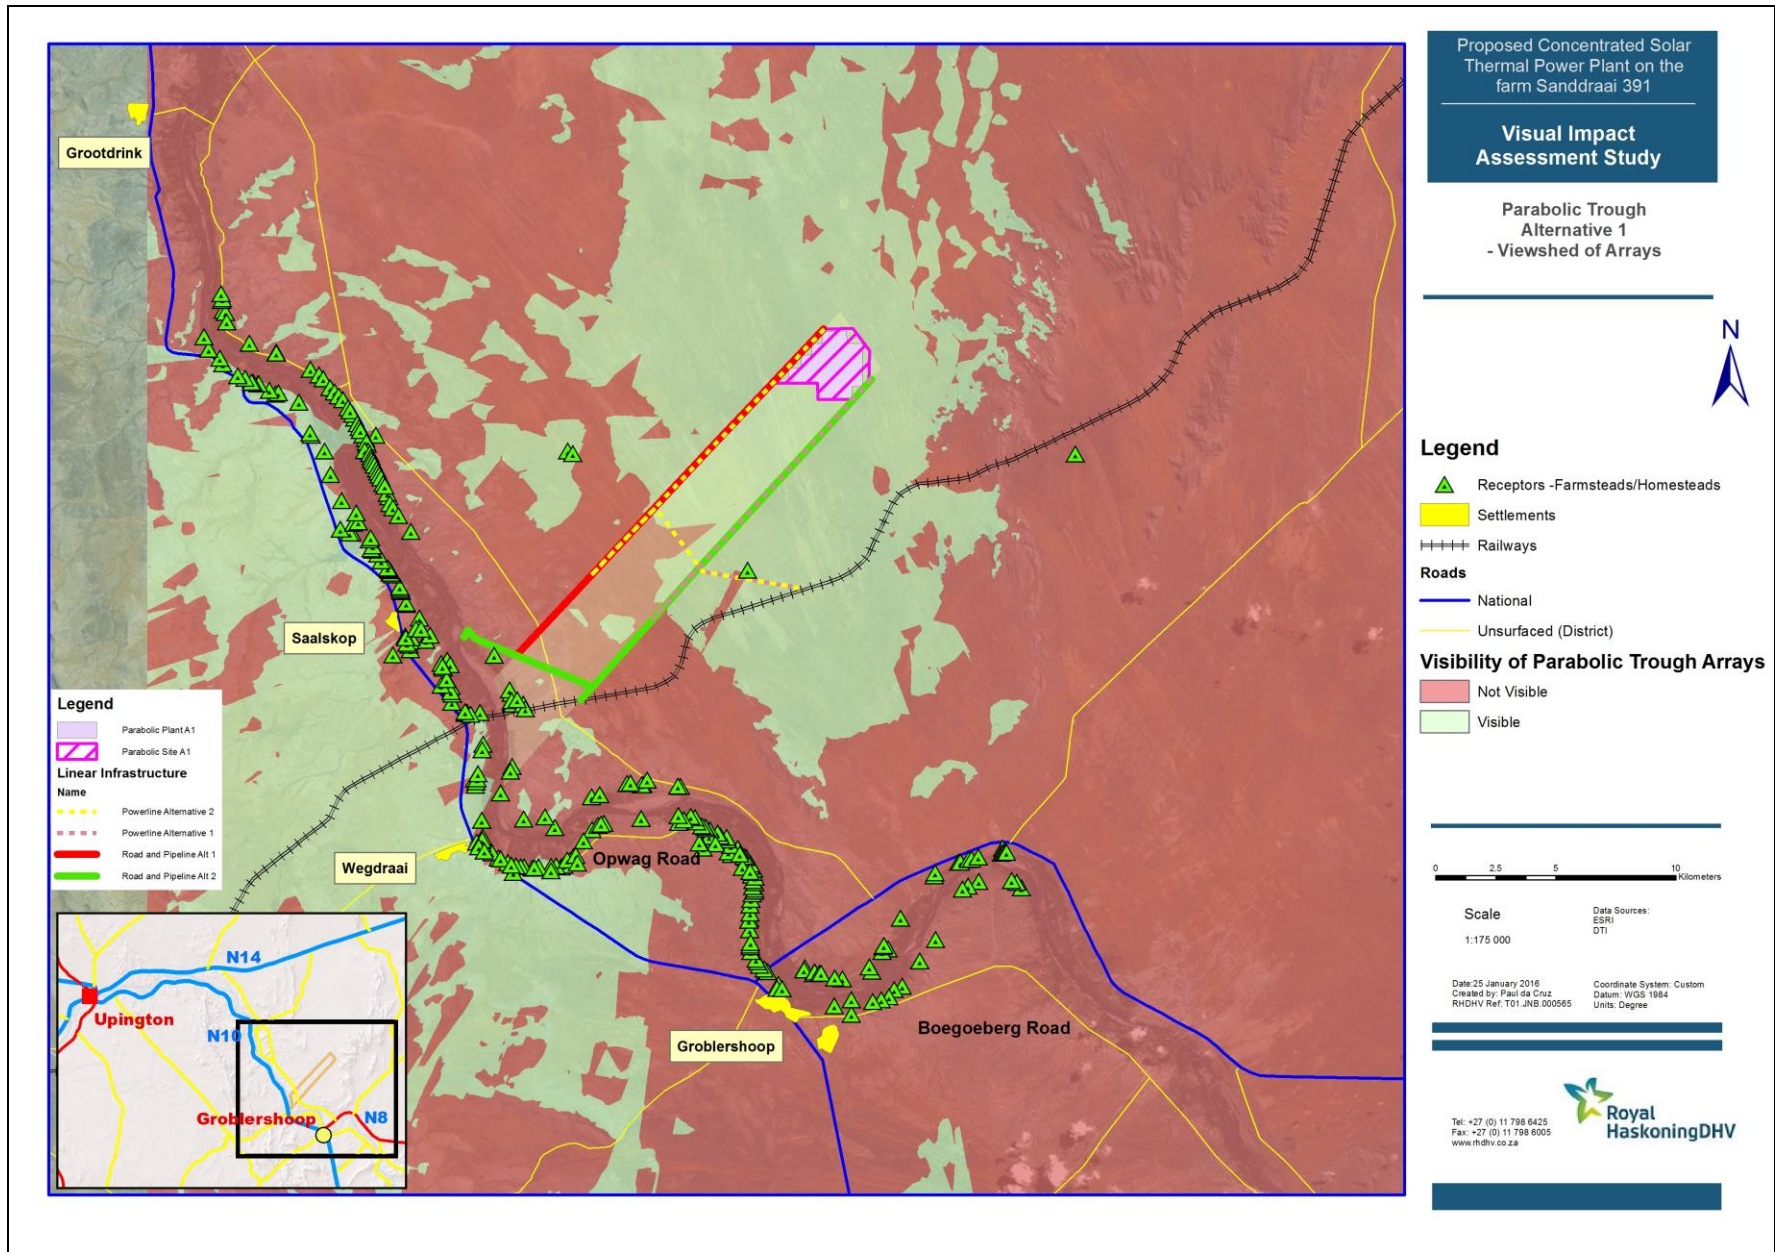 Proposed Concentrated Solar
Thermal Power Plant on the
farm Sanddraai 391
Visual Impact
Assessment Study
Parabolic Trough
Alternative 1
- Viewshed of Arrays
N
Legend
Receptors -Farmsteads/Homesteads
Settlements
Railways
Roads
National
Unsurfaced (District)
Visibility of Parabolic Trough Arrays
Not Visible
Visible
0 2.5 5 10
Kilometers
Scale
1:175 000
Data Sources:
ESRI
DTI
Date:25 January 2016
Created by: Paul da Cruz
RHDHV Ref: T01.JNB.000565
Coordinate System: Custom
Datum: WGS 1984
Units: Degree
Tel: +27 (0) 11 798 6425
Fax: +27 (0) 11 798 6005
www.rhdhv.co.za
Royal
HaskoningDHV
Grootdrink
Saalskop
Wegdraai
Opwag Road
Groblershoop
Boegoeberg Road
Legend
Parabolic Plant A1
Parabolic Site A1
Linear Infrastructure
Name
Powerline Alternative 2
Powerline Alternative 1
Road and Pipeline Alt 1
Road and Pipeline Alt 2
N14
Upington
N10
Groblershoop
N8